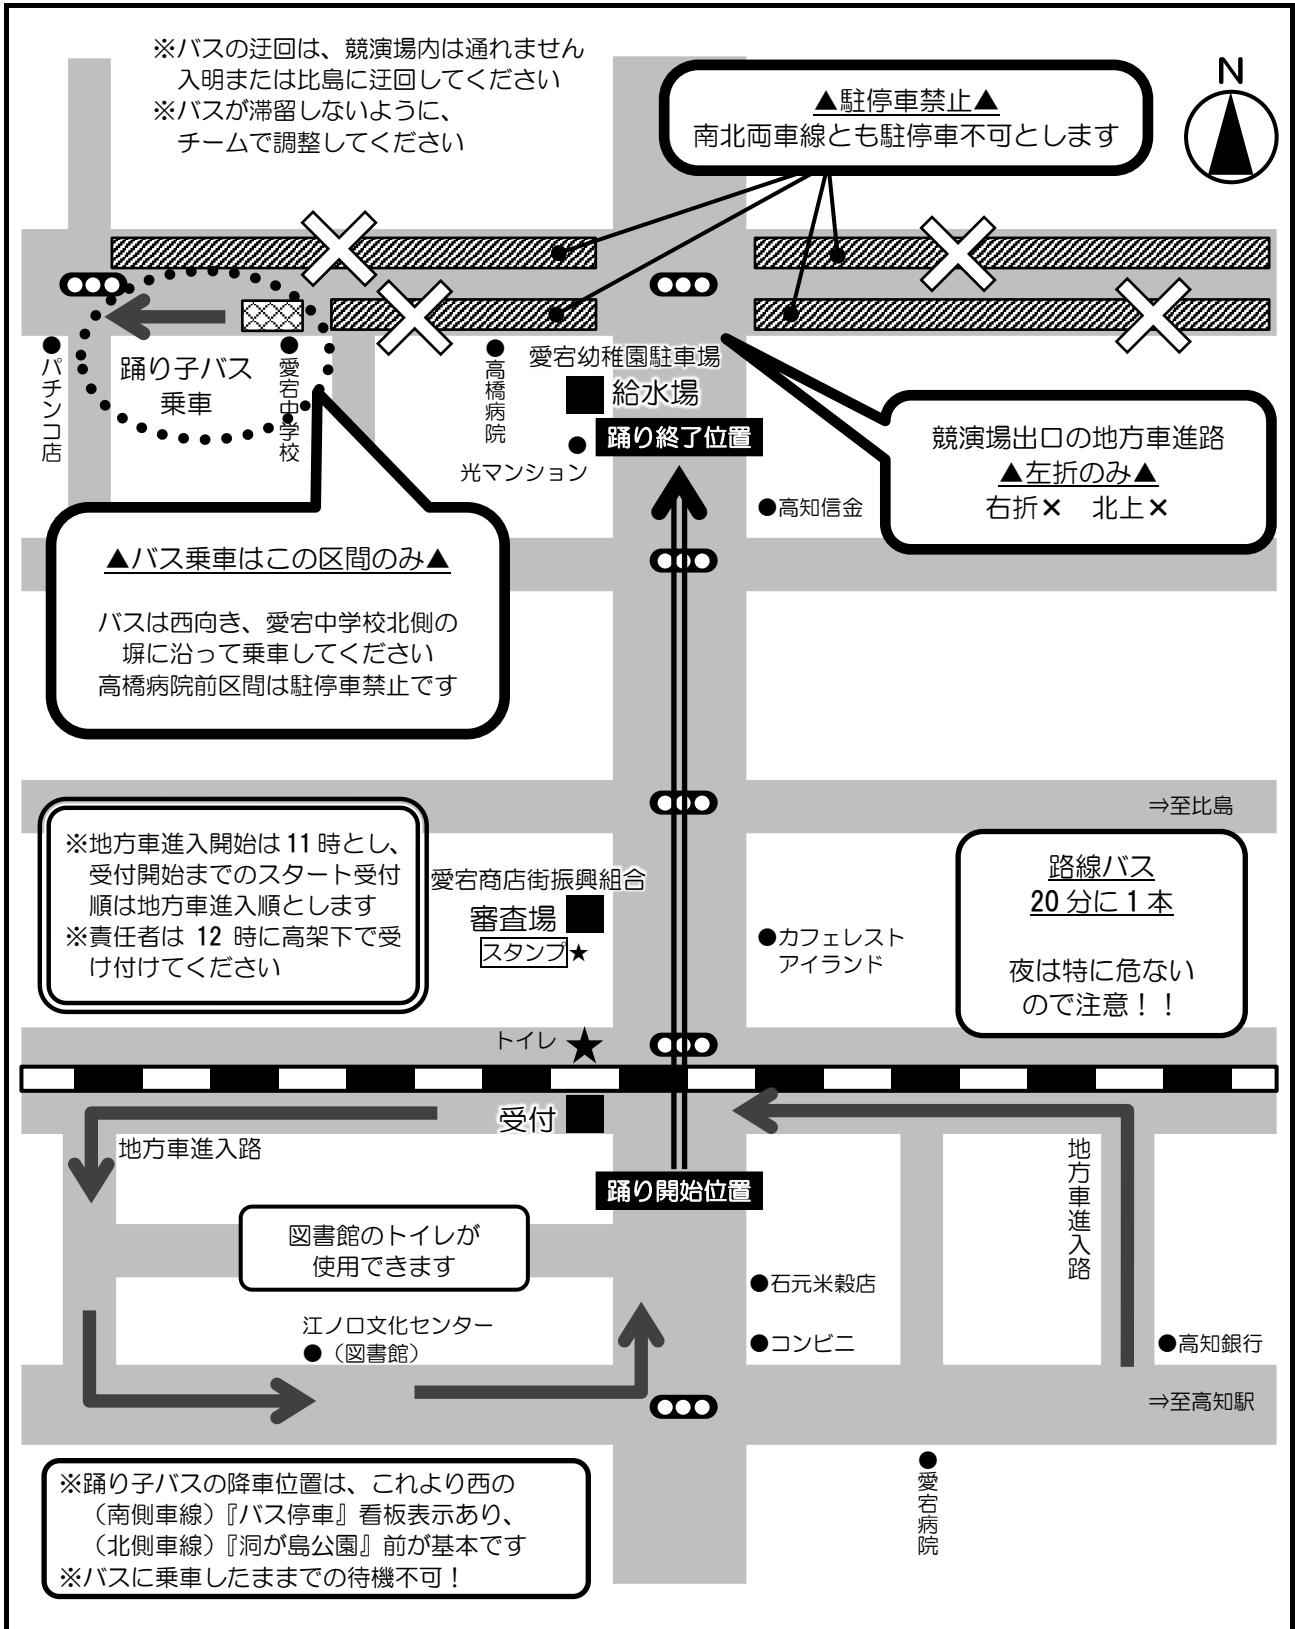 ※バスの迂回は、競演場内は通れません
入明または比島に迂回してください
※バスが滞留しないように、
チームで調整してください
▲駐停車禁止▲
南北両車線とも駐停車不可とします
N
パチンコ店
踊り子バス
乗車
愛宕中学校
高橋病院
愛宕幼稚園駐車場
給水場
踊り終了位置
光マンション
高知信金
競演場出口の地方車進路
▲左折のみ▲
右折✕ 北上✕
▲バス乗車はこの区間のみ▲
バスは西向き、愛宕中学校北側の
塀に沿って乗車してください
高橋病院前区間は駐停車禁止です
⇒至比島
※地方車進入開始は 11 時とし、
受付開始までのスタート受付
順は地方車進入順とします
※責任者は 12 時に高架下で受
け付けてください
愛宕商店街振興組合
審査場
スタンプ★
カフェレスト
アイランド
路線バス
20 分に 1 本
夜は特に危ない
ので注意！！
トイレ ★
受付
地方車進入路
地方車進入路
踊り開始位置
図書館のトイレが
使用できます
江ノ口文化センター
●（図書館）
●石元米穀店
●コンビニ
●高知銀行
⇒至高知駅
愛宕病院
※踊り子バスの降車位置は、これより西の
（南側車線）『バス停車』看板表示あり、
（北側車線）『洞が島公園』前が基本です
※バスに乗車したままでの待機不可！